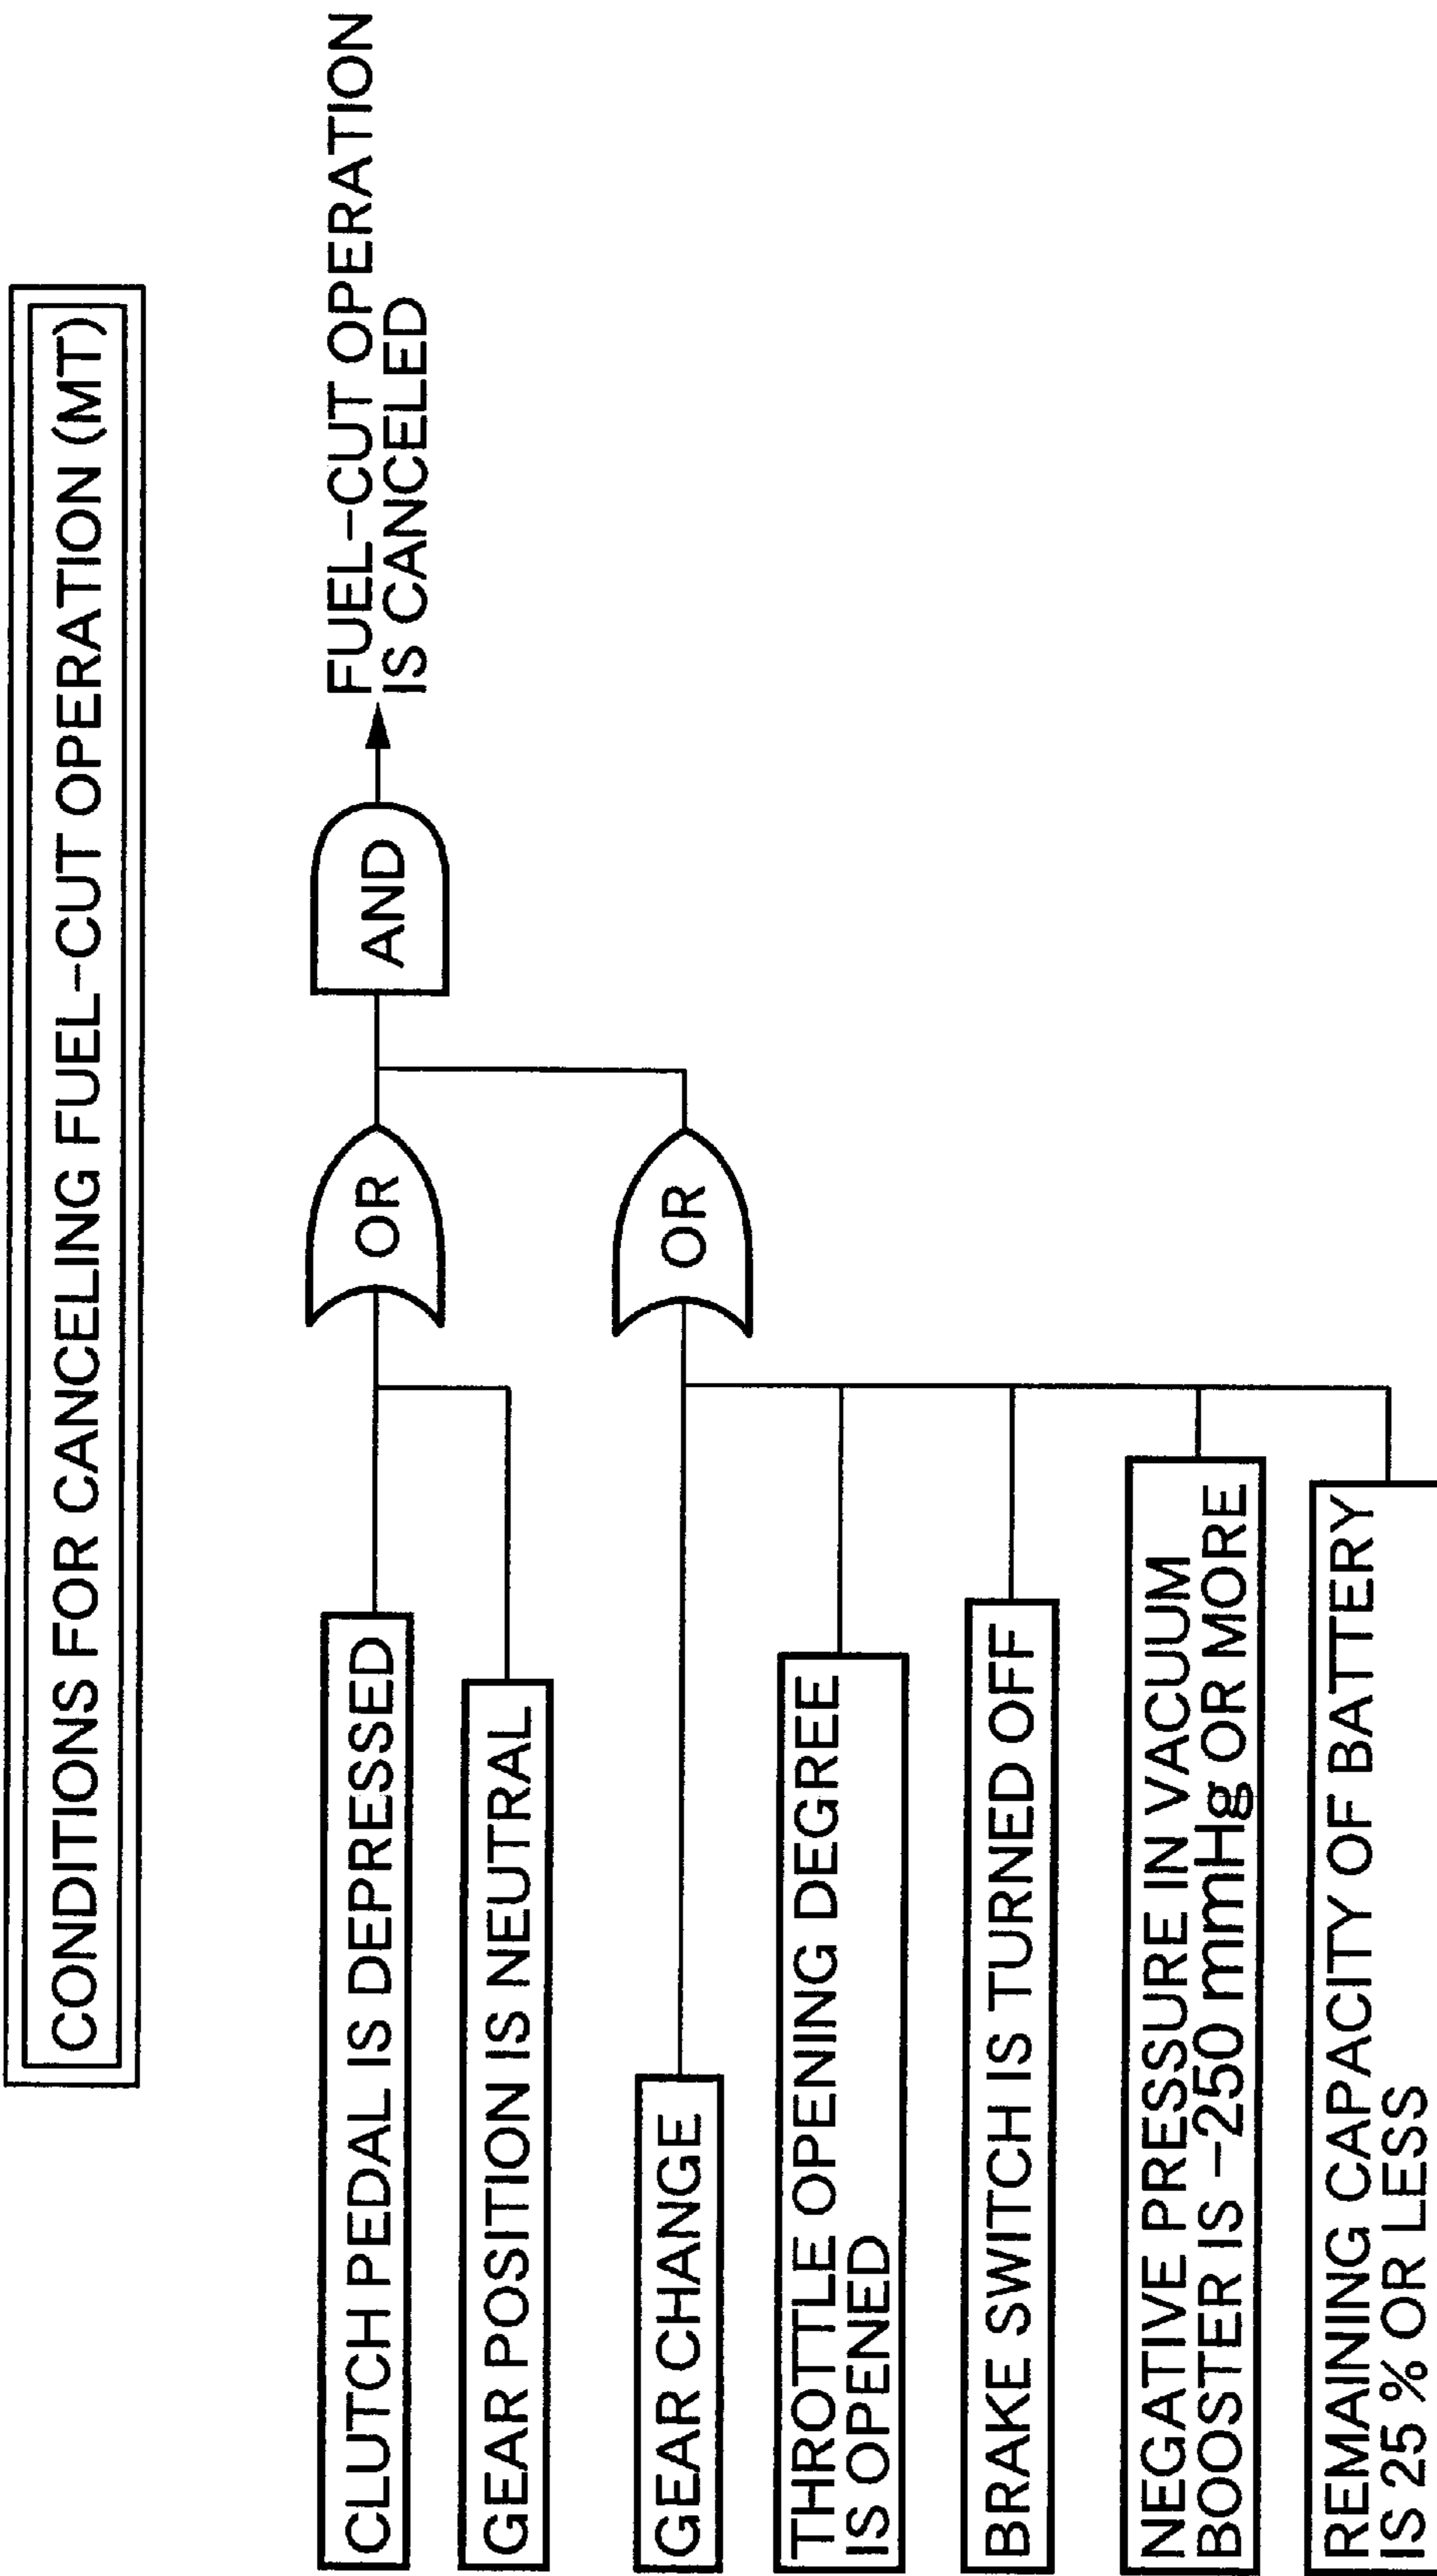 CONDITIONS FOR CANCELING FUEL-CUT OPERATION (MT)
CLUTCH PEDAL IS DEPRESSED
GEAR POSITION IS NEUTRAL
OR
AND
FUEL-CUT OPERATION
IS CANCELED
GEAR CHANGE
THROTTLE OPENING DEGREE
IS OPENED
BRAKE SWITCH IS TURNED OFF
NEGATIVE PRESSURE IN VACUUM
BOOSTER IS -250 mmHg OR MORE
REMAINING CAPACITY OF BATTERY
IS 25 % OR LESS
OR